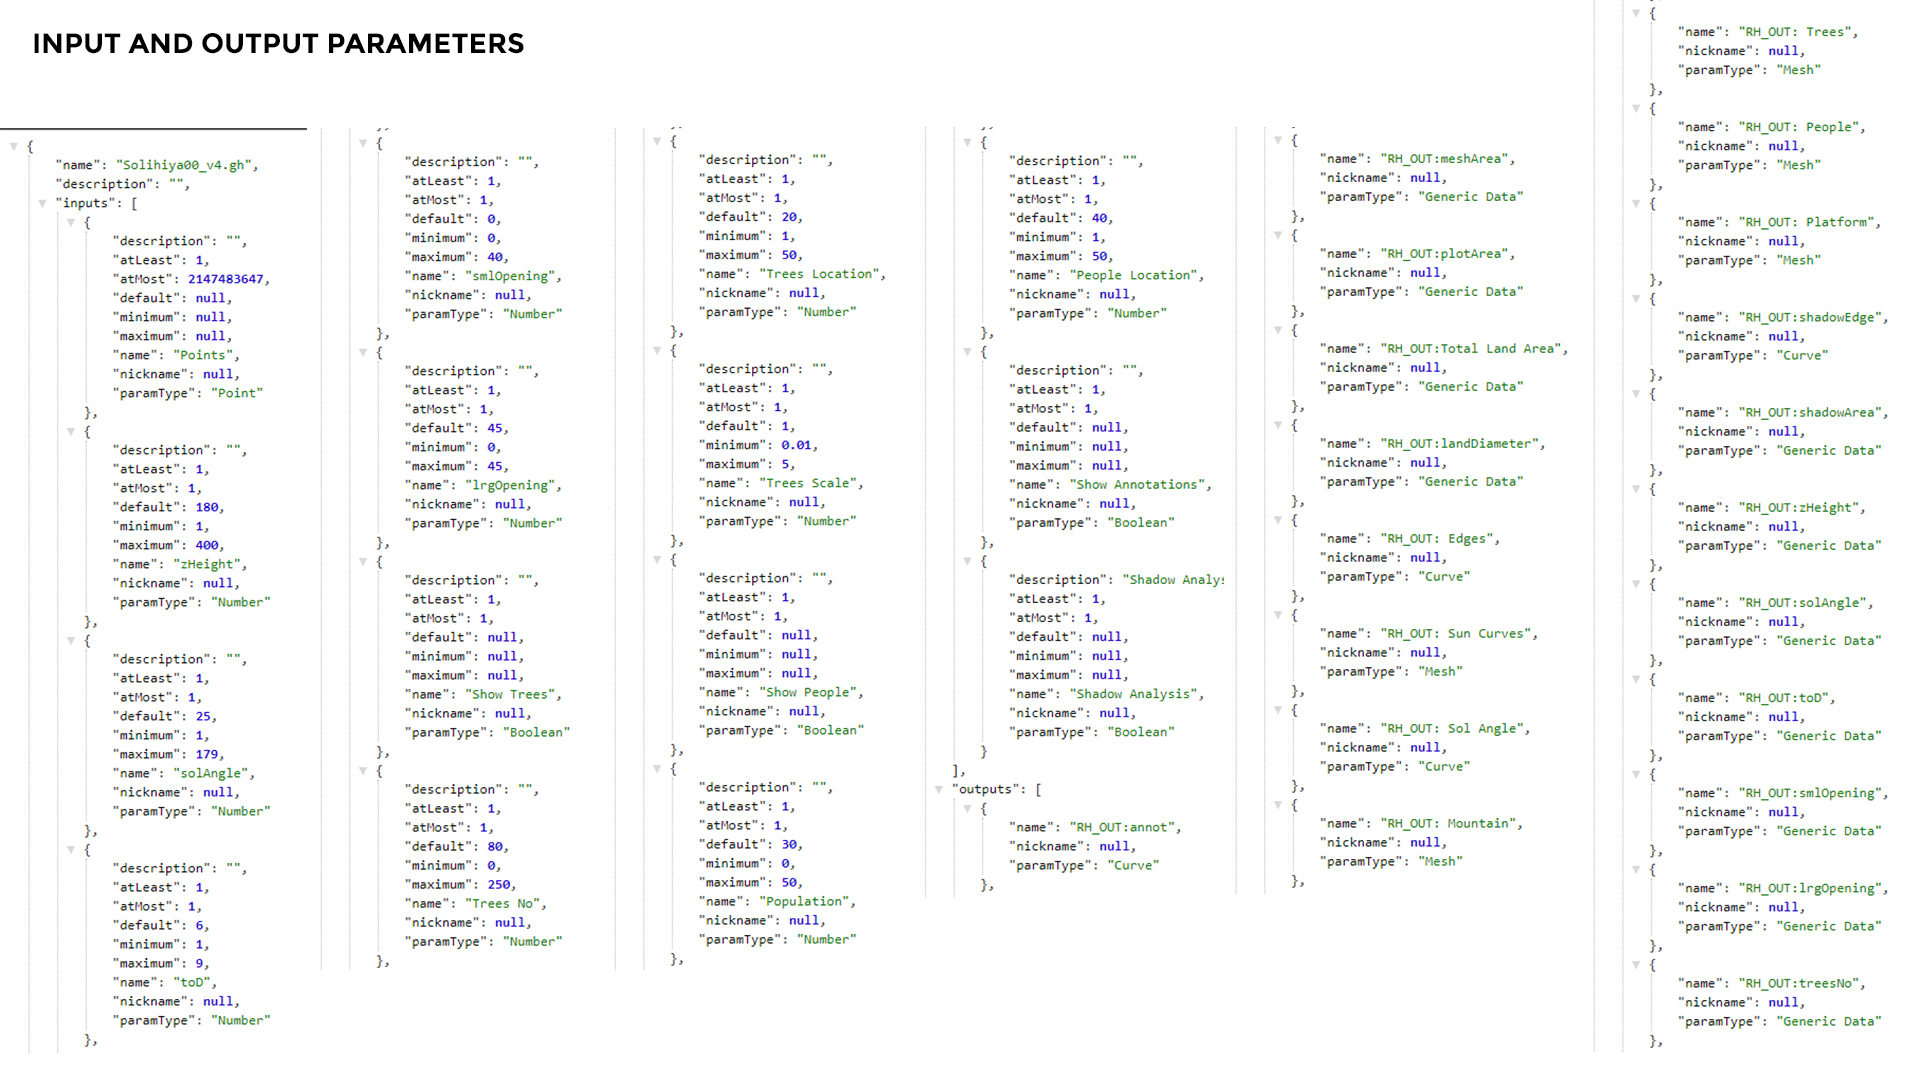 INPUT AND OUTPUT PARAMETERS
{
"name": "Solihiya00_v4.gh",
"description": "",
"inputs": [
{
"description": "",
"atLeast": 1,
"atMost": 2147483647,
"default": null,
"minimum": null,
"maximum": null,
"name": "Points",
"nickname": null,
"paramType": "Point"
},
{
"description": "",
"atLeast": 1,
"atMost": 1,
"default": 180,
"minimum": 1,
"maximum": 400,
"name": "zHeight",
"nickname": null,
"paramType": "Number"
},
{
"description": "",
"atLeast": 1,
"atMost": 1,
"default": 25,
"minimum": 1,
"maximum": 179,
"name": "solAngle",
"nickname": null,
"paramType": "Number"
},
{
"description": "",
"atLeast": 1,
"atMost": 1,
"default": 6,
"minimum": 1,
"maximum": 9,
"name": "toD",
"nickname": null,
"paramType": "Number"
},
{
"description": "",
"atLeast": 1,
"atMost": 1,
"default": 0,
"minimum": 0,
"maximum": 40,
"name": "smlOpening",
"nickname": null,
"paramType": "Number"
},
{
"description": "",
"atLeast": 1,
"atMost": 1,
"default": 45,
"minimum": 0,
"maximum": 45,
"name": "lrgOpening",
"nickname": null,
"paramType": "Number"
},
{
"description": "",
"atLeast": 1,
"atMost": 1,
"default": null,
"minimum": null,
"maximum": null,
"name": "Show Trees",
"nickname": null,
"paramType": "Boolean"
},
{
"description": "",
"atLeast": 1,
"atMost": 1,
"default": 80,
"minimum": 0,
"maximum": 250,
"name": "Trees No",
"nickname": null,
"paramType": "Number"
},
{
"description": "",
"atLeast": 1,
"atMost": 1,
"default": 20,
"minimum": 1,
"maximum": 50,
"name": "Trees Location",
"nickname": null,
"paramType": "Number"
},
{
"description": "",
"atLeast": 1,
"atMost": 1,
"default": 1,
"minimum": 0.01,
"maximum": 5,
"name": "Trees Scale",
"nickname": null,
"paramType": "Number"
},
{
"description": "",
"atLeast": 1,
"atMost": 1,
"default": null,
"minimum": null,
"maximum": null,
"name": "Show People",
"nickname": null,
"paramType": "Boolean"
},
{
"description": "",
"atLeast": 1,
"atMost": 1,
"default": 30,
"minimum": 0,
"maximum": 50,
"name": "Population",
"nickname": null,
"paramType": "Number"
},
{
"description": "",
"atLeast": 1,
"atMost": 1,
"default": 40,
"minimum": 1,
"maximum": 50,
"name": "People Location",
"nickname": null,
"paramType": "Number"
},
{
"description": "",
"atLeast": 1,
"atMost": 1,
"default": null,
"minimum": null,
"maximum": null,
"name": "Show Annotations",
"nickname": null,
"paramType": "Boolean"
},
{
"description": "Shadow Analys
"atLeast": 1,
"atMost": 1,
"default": null,
"minimum": null,
"maximum": null,
"name": "Shadow Analysis",
"nickname": null,
"paramType": "Boolean"
}
],
"outputs": [
{
"name": "RH_OUT:annot",
"nickname": null,
"paramType": "Curve"
},
{
"name": "RH_OUT:meshArea",
"nickname": null,
"paramType": "Generic Data"
},
{
"name": "RH_OUT:plotArea",
"nickname": null,
"paramType": "Generic Data"
},
{
"name": "RH_OUT:Total Land Area",
"nickname": null,
"paramType": "Generic Data"
},
{
"name": "RH_OUT:landDiameter",
"nickname": null,
"paramType": "Generic Data"
},
{
"name": "RH_OUT: Edges",
"nickname": null,
"paramType": "Curve"
},
{
"name": "RH_OUT: Sun Curves",
"nickname": null,
"paramType": "Mesh"
},
{
"name": "RH_OUT: Sol Angle",
"nickname": null,
"paramType": "Curve"
},
{
"name": "RH_OUT: Mountain",
"nickname": null,
"paramType": "Mesh"
},
{
"name": "RH_OUT: Trees",
"nickname": null,
"paramType": "Mesh"
},
{
"name": "RH_OUT: People",
"nickname": null,
"paramType": "Mesh"
},
{
"name": "RH_OUT: Platform",
"nickname": null,
"paramType": "Mesh"
},
{
"name": "RH_OUT:shadowEdge",
"nickname": null,
"paramType": "Curve"
},
{
"name": "RH_OUT:shadowArea",
"nickname": null,
"paramType": "Generic Data"
},
{
"name": "RH_OUT:zHeight",
"nickname": null,
"paramType": "Generic Data"
},
{
"name": "RH_OUT:solAngle",
"nickname": null,
"paramType": "Generic Data"
},
{
"name": "RH_OUT:toD",
"nickname": null,
"paramType": "Generic Data"
},
{
"name": "RH_OUT:smlOpening",
"nickname": null,
"paramType": "Generic Data"
},
{
"name": "RH_OUT:lrgOpening",
"nickname": null,
"paramType": "Generic Data"
},
{
"name": "RH_OUT:treesNo",
"nickname": null,
"paramType": "Generic Data"
},